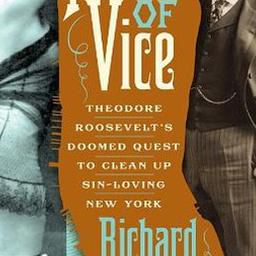 OF
Vice
THEODORE
ROOSEVELT'S
DOOMED QUEST
TO CLEAN UP
SIN-LOVING
NEW YORK
Richard